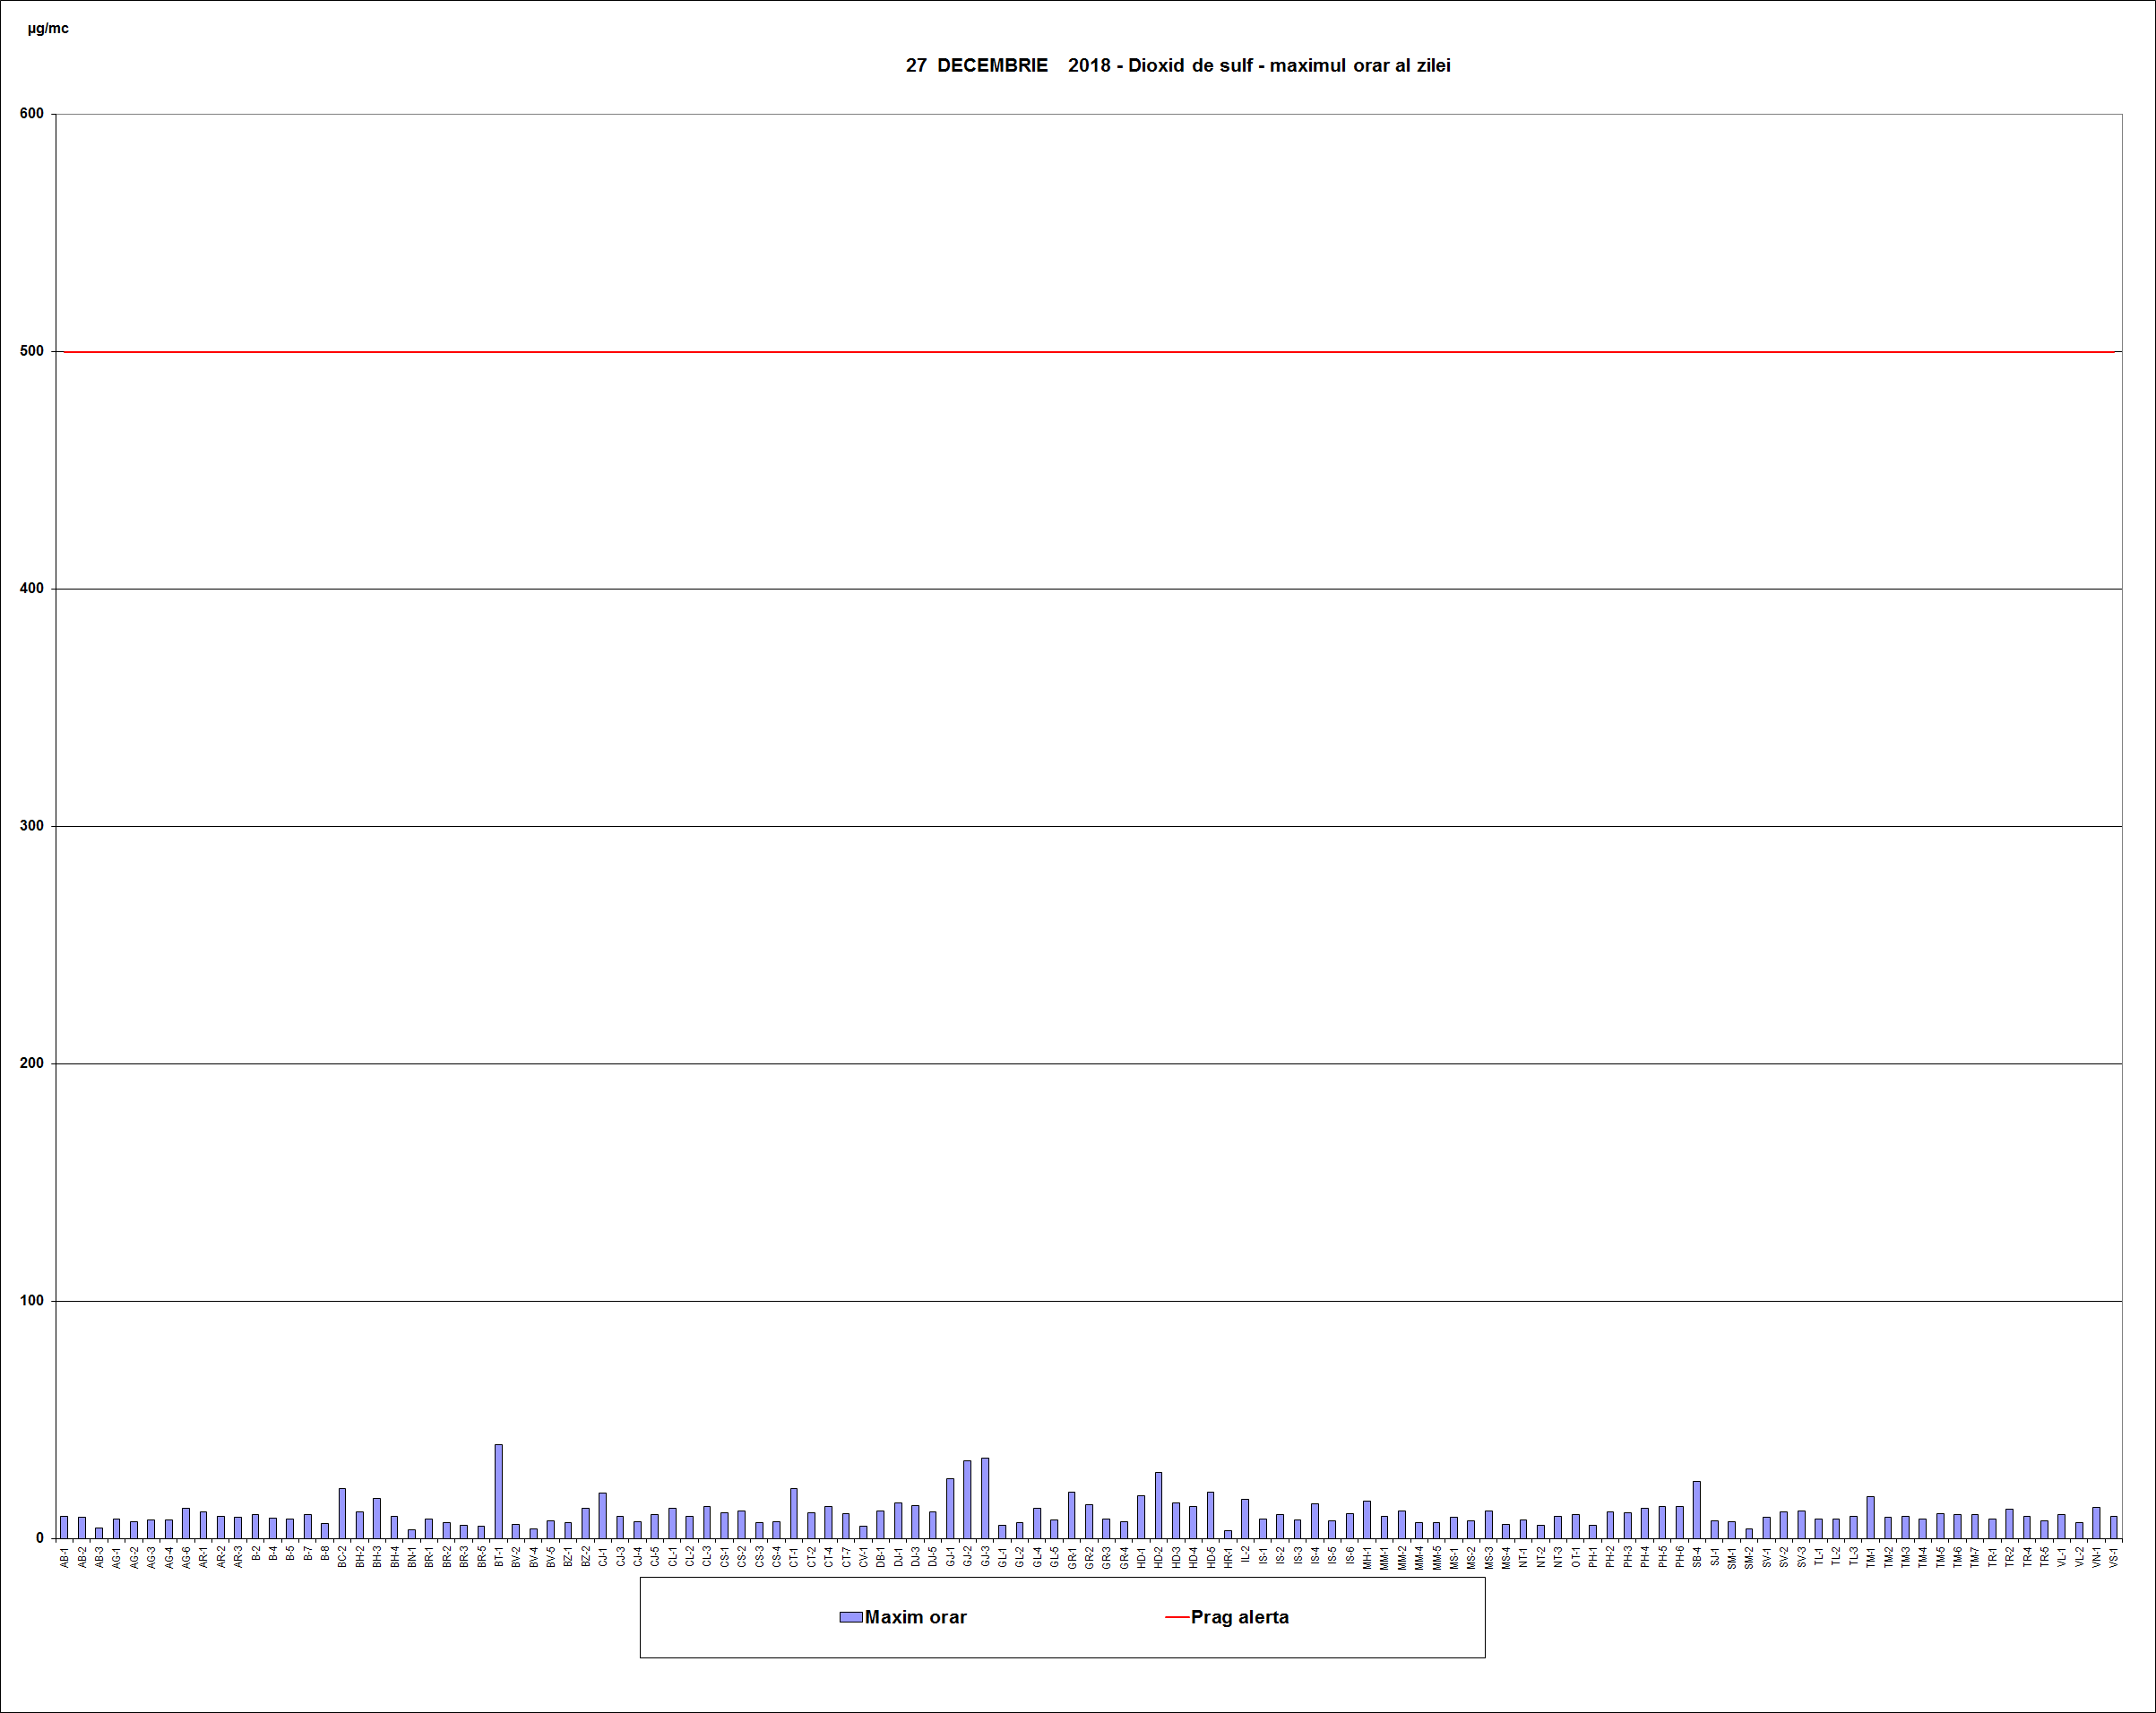 µg/mc
27 DECEMBRIE 2018 - Dioxid de sulf - maximul orar al zilei
600
500
400
300
200
100
0
AB-1 AB-2 AB-3 AG-1 AG-2 AG-3 AG-4 AG-6 AR-1 AR-2 AR-3 B-2 B-4 B-5 B-7 B-8 BC-2 BH-2 BH-3 BH-4 BN-1 BR-1 BR-2 BR-3 BR-5 BT-1 BV-2 BV-4 BV-5 BZ-1 BZ-2 CJ-1 CJ-3 CJ-4 CJ-5 CL-1 CL-2 CL-3 CS-1 CS-2 CS-3 CS-4 CT-1 CT-2 CT-4 CT-7 CV-1 DB-1 DJ-1 DJ-3 DJ-5 GJ-1 GJ-2 GJ-3 GL-1 GL-2 GL-4 GL-5 GR-1 GR-2 GR-3 GR-4 HD-1 HD-2 HD-3 HD-4 HD-5 HR-1 IL-2 IS-1 IS-2 IS-3 IS-4 IS-5 IS-6 MH-1 MM-1 MM-2 MM-4 MM-5 MS-1 MS-2 MS-3 MS-4 NT-1 NT-2 NT-3 OT-1 PH-1 PH-2 PH-3 PH-4 PH-5 PH-6 SB-4 SJ-1 SM-1 SM-2 SV-1 SV-2 SV-3 TL-1 TL-2 TL-3 TM-1 TM-2 TM-3 TM-4 TM-5 TM-6 TM-7 TR-1 TR-2 TR-4 TR-5 VL-1 VL-2 VN-1 VS-1
Maxim orar Prag alerta